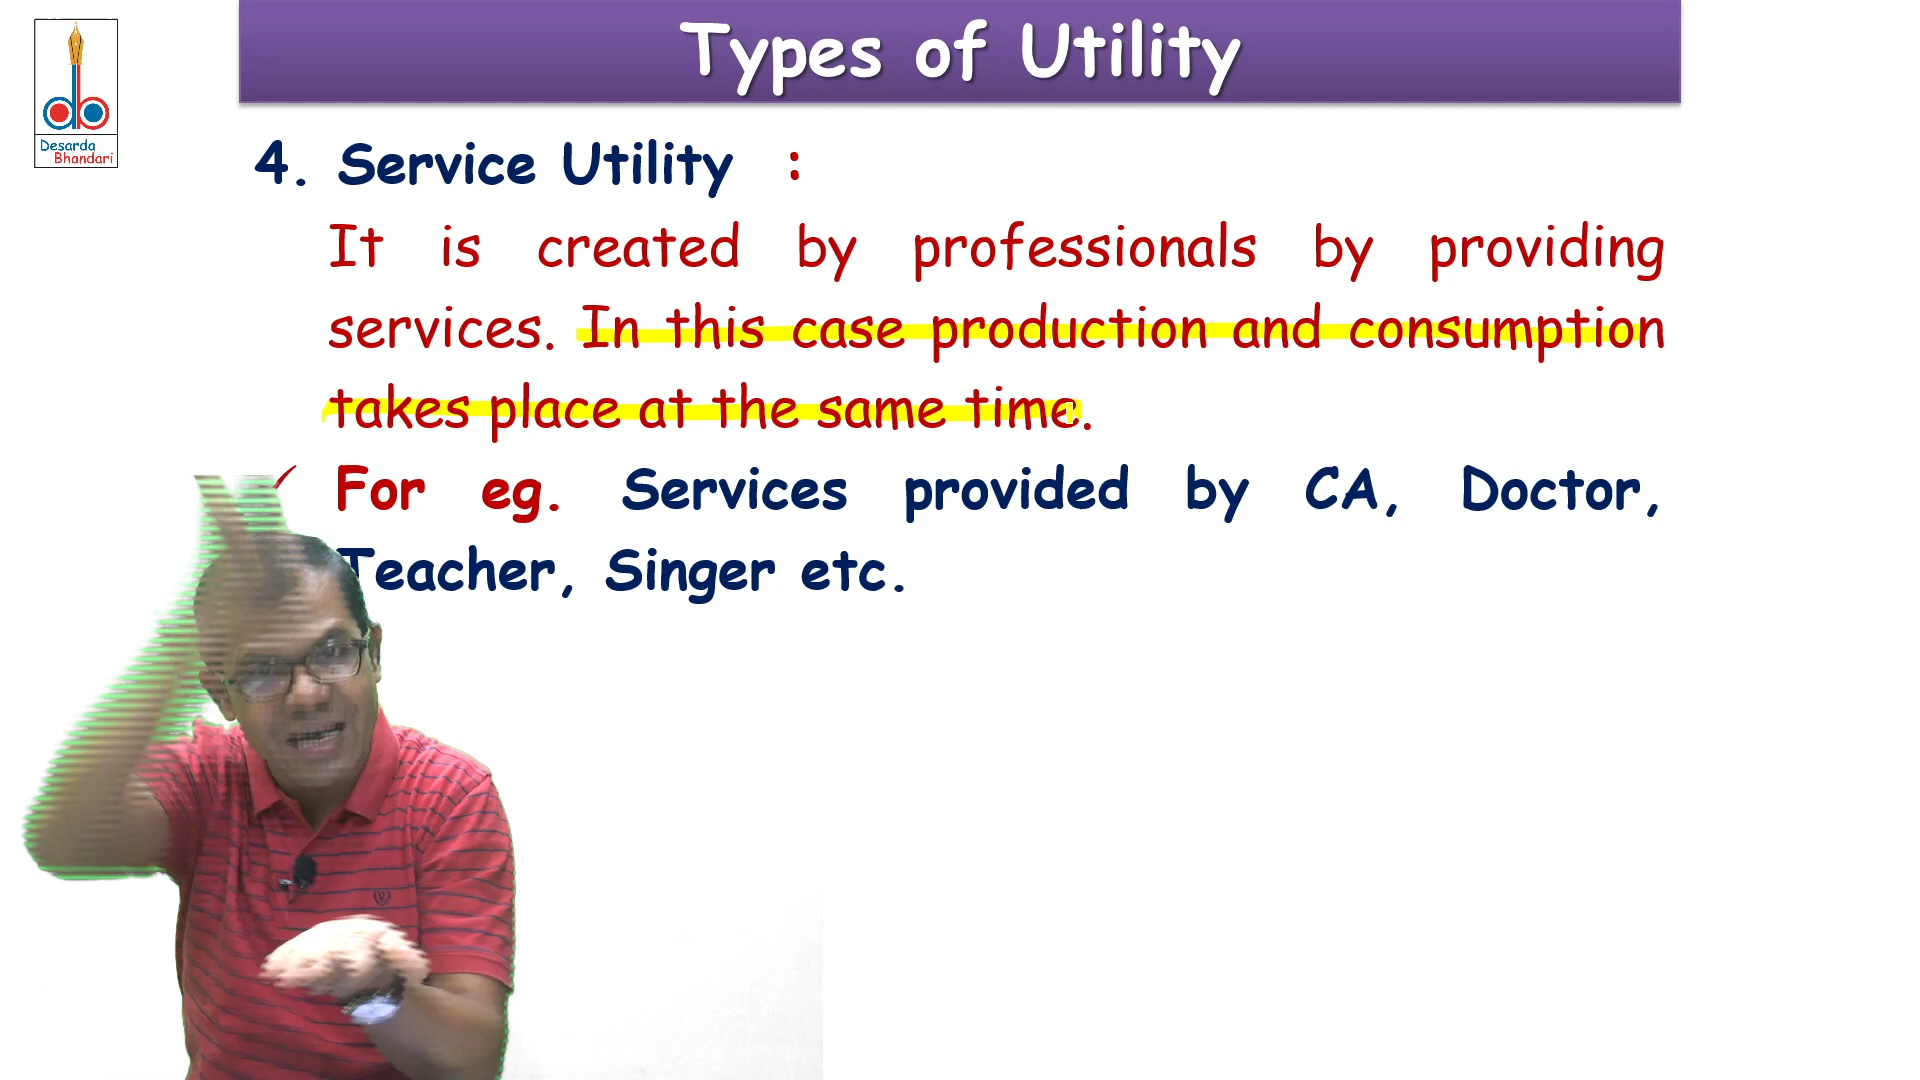 Types of Utility
Desarda
Bhandari
4. Service Utility :
It is created by professionals by providing
services. In this case production and consumption
takes place at the same time.
For eg. Services provided by CA, Doctor,
Teacher, Singer etc.